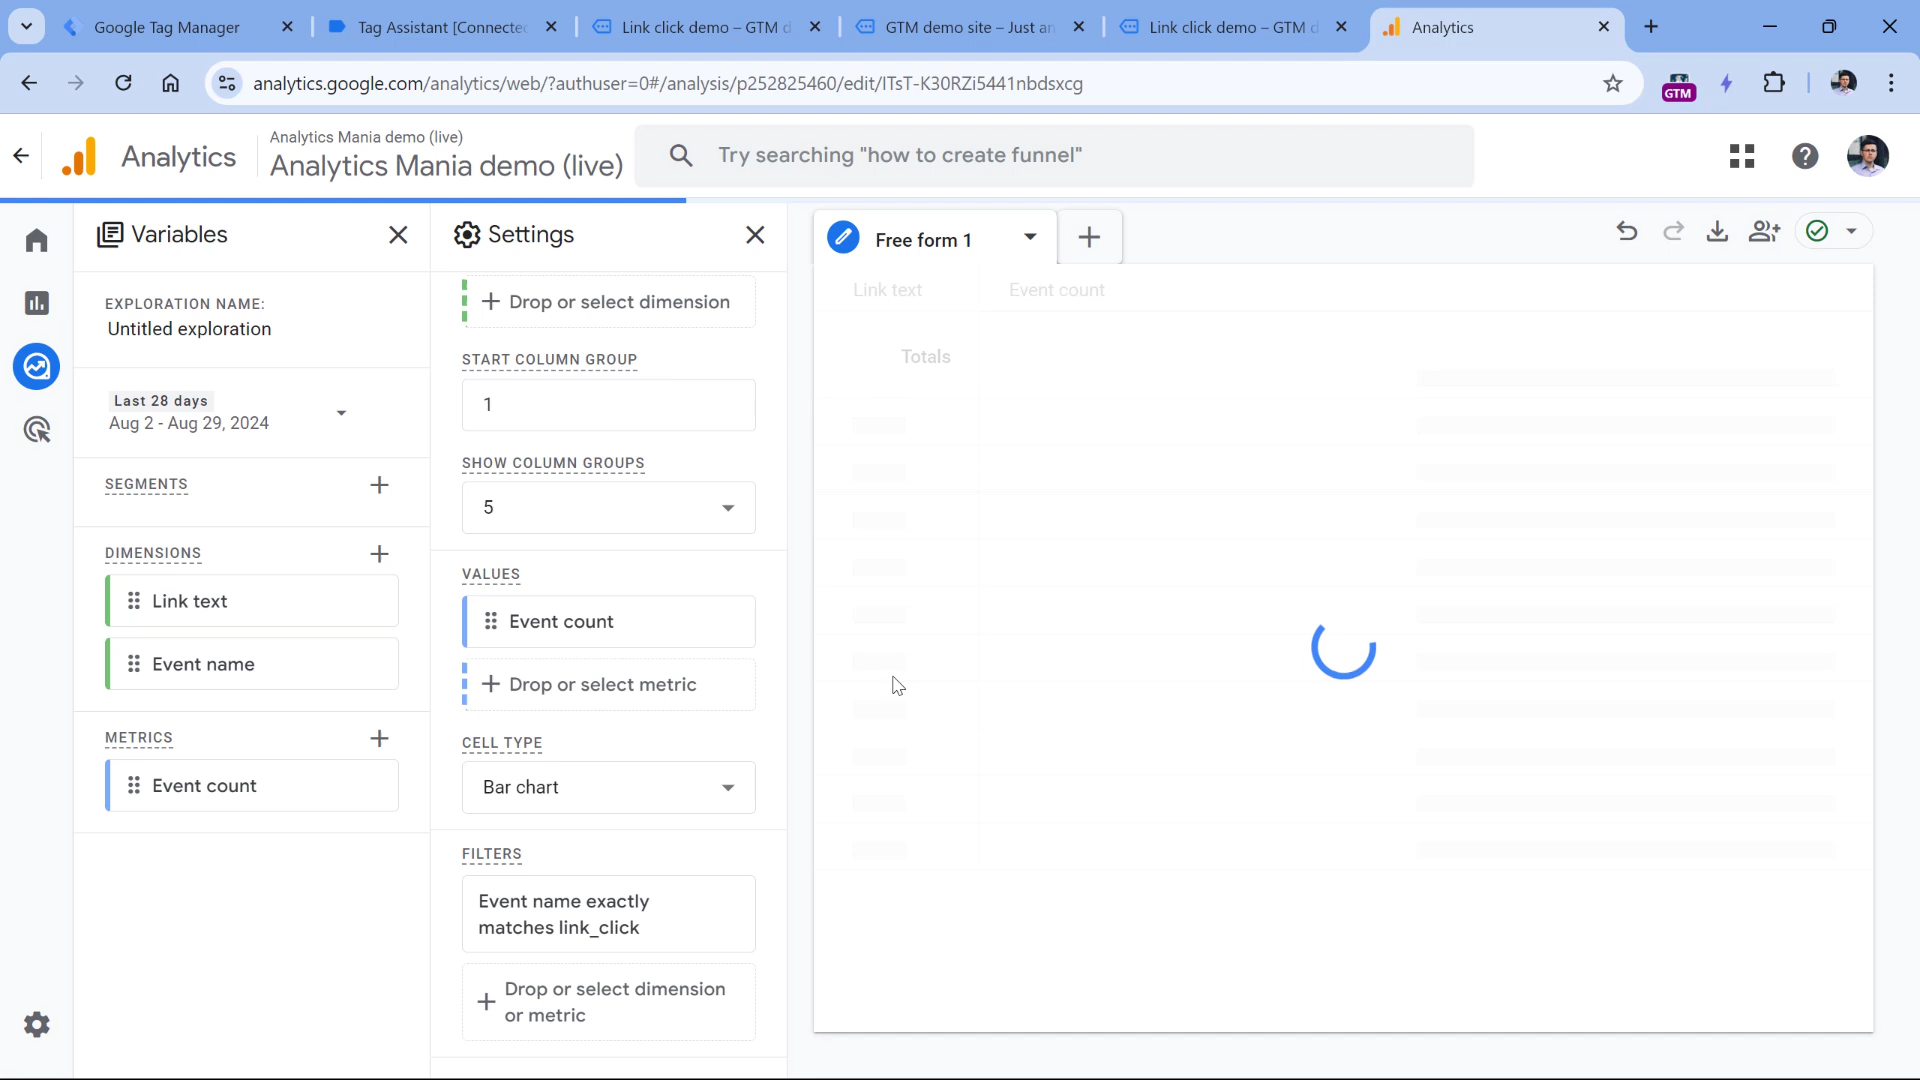 Google Tag Manager
Tag Assistant [Connected
Link click demo – GTM d
GTM demo site – Just an
Link click demo – GTM d
Analytics
analytics.google.com/analytics/web/?authuser=0#/analysis/p252825460/edit/ITsT-K30RZi5441nbdsxcg
GTM
Analytics
Analytics Mania demo (live)
Analytics Mania demo (live)
Try searching "how to create funnel"
Variables
EXPLORATION NAME:
Untitled exploration
Last 28 days
Aug 2 - Aug 29, 2024
SEGMENTS
DIMENSIONS
Link text
Event name
METRICS
Event count
Settings
Drop or select dimension
START COLUMN GROUP
1
SHOW COLUMN GROUPS
5
VALUES
Event count
Drop or select metric
CELL TYPE
Bar chart
FILTERS
Event name exactly
matches link_click
Drop or select dimension
or metric
Free form 1
Link text
Event count
Totals